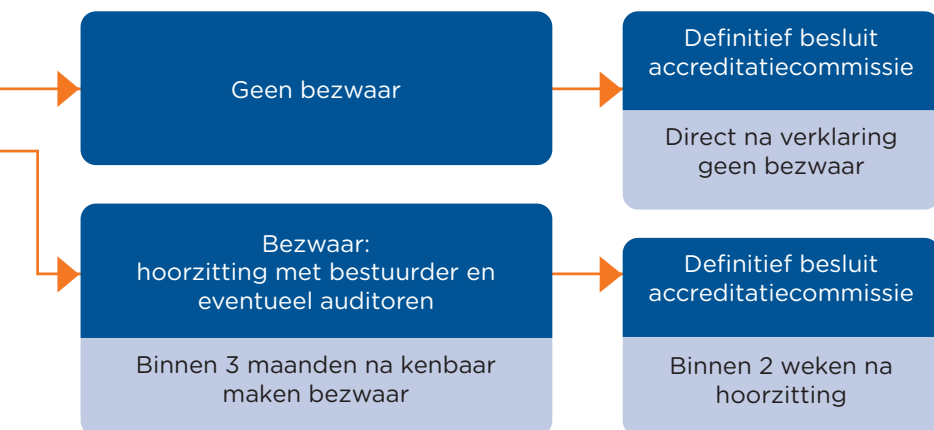 Geen bezwaar
Definitief besluit
accreditatiecommissie
Direct na verklaring
geen bezwaar
Bezwaar:
hoorzitting met bestuurder en
eventueel auditoren
Binnen 3 maanden na kenbaar
maken bezwaar
Definitief besluit
accreditatiecommissie
Binnen 2 weken na
hoorzitting